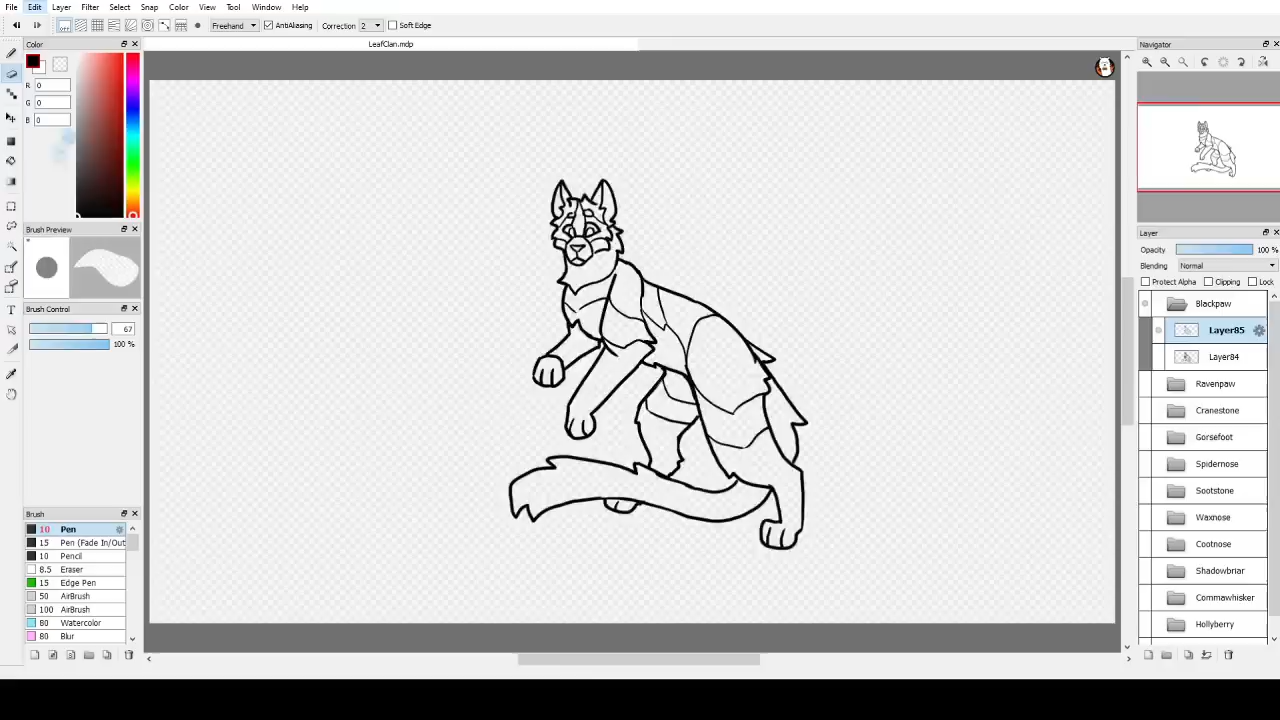 File Edit Layer Filter Select Snap Color View Tool Window Help
Freehand AntiAliasing Correction 2 Soft Edge
LeafClan.mdp
Color
R 0
G 0
B 0
Brush Preview
Brush Control
67
100 %
Brush
10 Pen
15 Pen (Fade In/Out
10 Pencil
8.5 Eraser
15 Edge Pen
50 AirBrush
100 AirBrush
80 Watercolor
80 Blur
Navigator
Layer
Opacity 100 %
Blending Normal
Protect Alpha Clipping Lock
Blackpaw
Layer85
Layer84
Ravenpaw
Cranestone
Gorsefoot
Spidernose
Sootstone
Waxnose
Cootnose
Shadowbriar
Commawhisker
Hollyberry